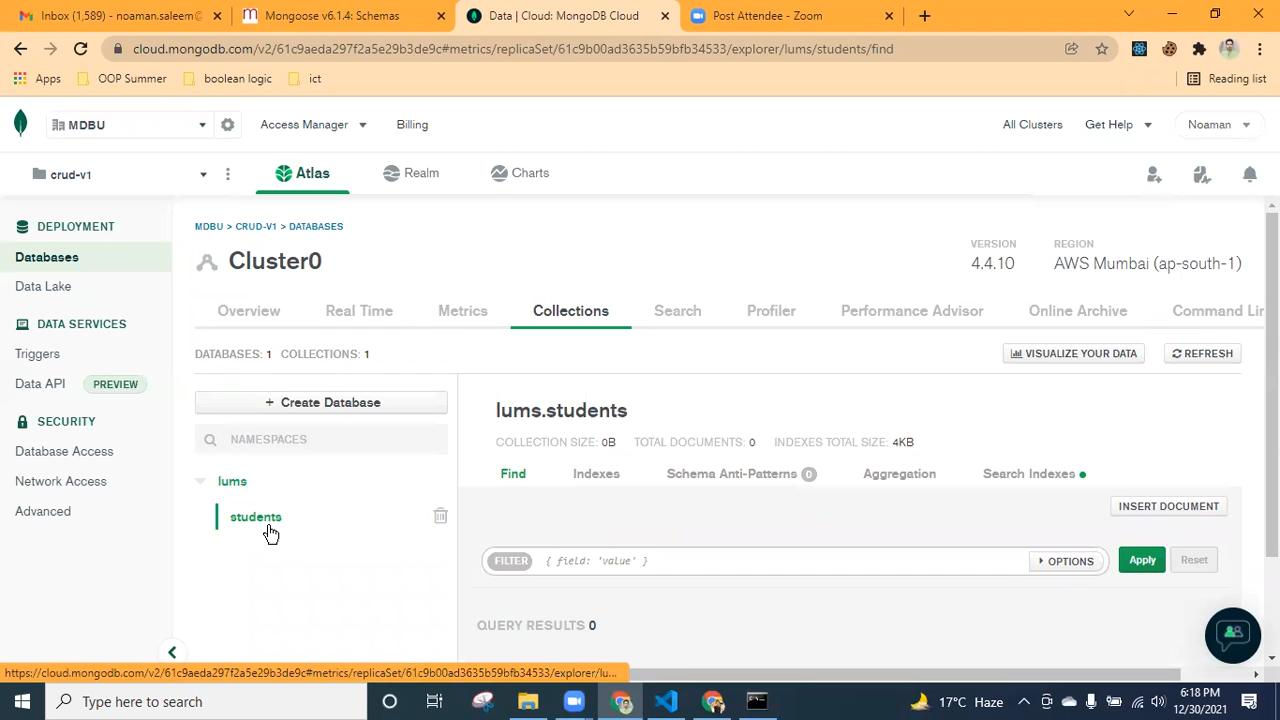 Inbox (1,589) - noaman.saleem@
Mongoose v6.1.4: Schemas
Data | Cloud: MongoDB Cloud
Post Attendee - Zoom
cloud.mongodb.com/v2/61c9aeda297f2a5e29b3de9c#metrics/replicaSet/61c9b00ad3635b59bfb34533/explorer/lums/students/find
Apps
OOP Summer
boolean logic
ict
Reading list
MDBU
Access Manager
Billing
All Clusters
Get Help
Noaman
crud-v1
Atlas
Realm
Charts
DEPLOYMENT
Databases
Data Lake
DATA SERVICES
Triggers
Data API PREVIEW
SECURITY
Database Access
Network Access
Advanced
MDBU > CRUD-V1 > DATABASES
Cluster0
VERSION
4.4.10
REGION
AWS Mumbai (ap-south-1)
Overview
Real Time
Metrics
Collections
Search
Profiler
Performance Advisor
Online Archive
Command Lin
DATABASES: 1 COLLECTIONS: 1
VISUALIZE YOUR DATA
REFRESH
+ Create Database
NAMESPACES
lums
students
lums.students
COLLECTION SIZE: 0B TOTAL DOCUMENTS: 0 INDEXES TOTAL SIZE: 4KB
Find
Indexes
Schema Anti-Patterns 0
Aggregation
Search Indexes
INSERT DOCUMENT
FILTER { field: 'value' }
OPTIONS
Apply
Reset
QUERY RESULTS 0
https://cloud.mongodb.com/v2/61c9aeda297f2a5e29b3de9c#metrics/replicaSet/61c9b00ad3635b59bfb34533/explorer/lu...
Type here to search
17°C Haze
6:18 PM
12/30/2021